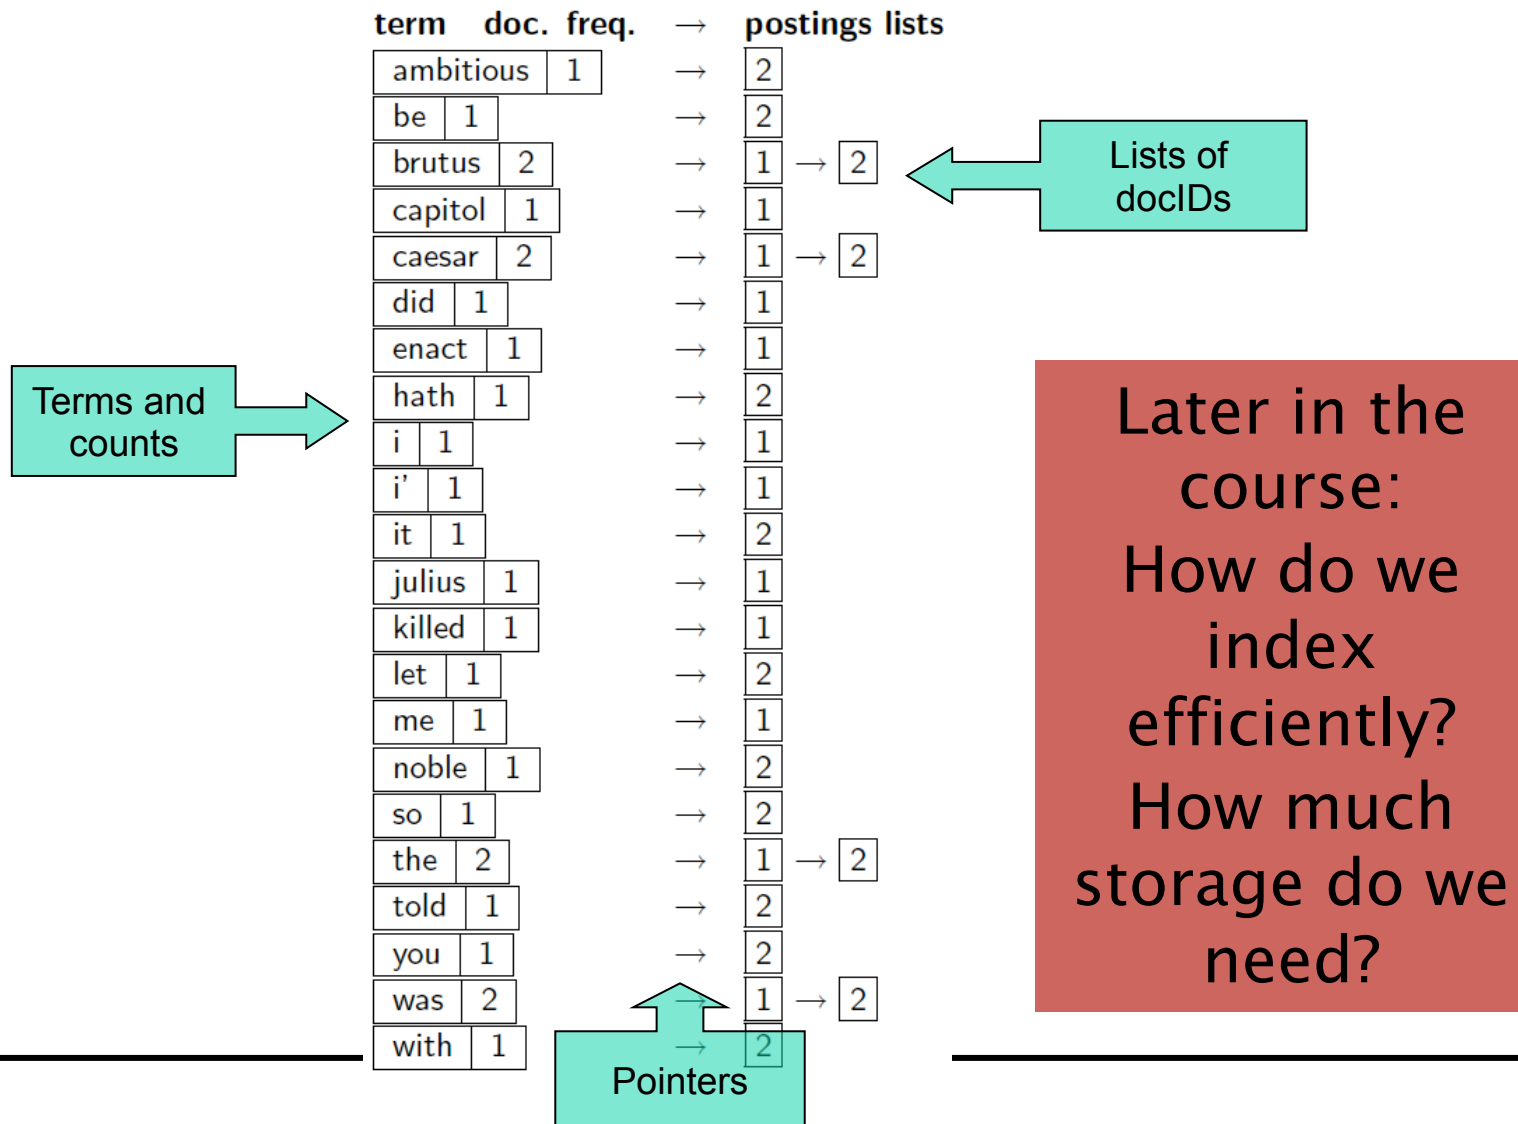 term doc. freq. → postings lists
ambitious 1 → 2
be 1 → 2
brutus 2 → 1 → 2
capitol 1 → 1
caesar 2 → 1 → 2
did 1 → 1
enact 1 → 1
hath 1 → 2
i 1 → 1
i' 1 → 1
it 1 → 2
julius 1 → 1
killed 1 → 1
let 1 → 2
me 1 → 1
noble 1 → 2
so 1 → 2
the 2 → 1 → 2
told 1 → 2
you 1 → 2
was 2 → 1 → 2
with 1 → 2
Lists of
docIDs
Terms and
counts
Pointers
Later in the
course:
How do we
index
efficiently?
How much
storage do we
need?